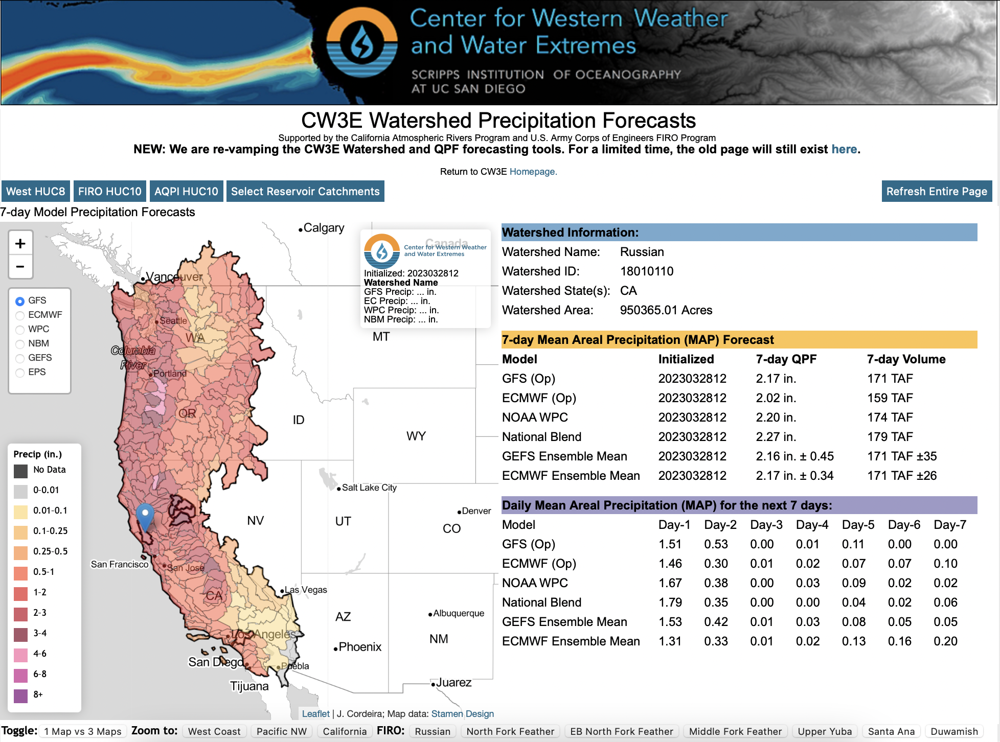 Center for Western Weather
and Water Extremes
SCRIPPS INSTITUTION OF OCEANOGRAPHY
AT UC SAN DIEGO
CW3E Watershed Precipitation Forecasts
Supported by the California Atmospheric Rivers Program and U.S. Army Corps of Engineers FIRO Program
NEW: We are re-vamping the CW3E Watershed and QPF forecasting tools. For a limited time, the old page will still exist here.
Return to CW3E Homepage.
West HUC8 FIRO HUC10 AQPI HUC10 Select Reservoir Catchments Refresh Entire Page
7-day Model Precipitation Forecasts
+
−
GFS
ECMWF
WPC
NBM
GEFS
EPS
Precip (in.)
No Data
0-0.01
0.01-0.1
0.1-0.25
0.25-0.5
0.5-1
1-2
2-3
3-4
4-6
6-8
8+
Calgary
Canada
Vancouver
Seattle
WA
Columbia
River
Portland
OR
MT
ID
WY
Salt Lake City
NV
UT
Denver
CO
San Francisco
San Jose
CA
Las Vegas
AZ
Albuquerque
Los Angeles
NM
Phoenix
San Diego
Puebla
Tijuana
Juarez
Center for Western Weather
and Water Extremes
Initialized: 2023032812
Watershed Name
GFS Precip: ... in.
EC Precip: ... in.
WPC Precip: ... in.
NBM Precip: ... in.
Leaflet | J. Cordeira; Map data: Stamen Design
Watershed Information:
Watershed Name: Russian
Watershed ID: 18010110
Watershed State(s): CA
Watershed Area: 950365.01 Acres
7-day Mean Areal Precipitation (MAP) Forecast
Model Initialized 7-day QPF 7-day Volume
GFS (Op) 2023032812 2.17 in. 171 TAF
ECMWF (Op) 2023032812 2.02 in. 159 TAF
NOAA WPC 2023032812 2.20 in. 174 TAF
National Blend 2023032812 2.27 in. 179 TAF
GEFS Ensemble Mean 2023032812 2.16 in. ± 0.45 171 TAF ±35
ECMWF Ensemble Mean 2023032812 2.17 in. ± 0.34 171 TAF ±26
Daily Mean Areal Precipitation (MAP) for the next 7 days:
Model Day-1 Day-2 Day-3 Day-4 Day-5 Day-6 Day-7
GFS (Op) 1.51 0.53 0.00 0.01 0.11 0.00 0.00
ECMWF (Op) 1.46 0.30 0.01 0.02 0.07 0.07 0.10
NOAA WPC 1.67 0.38 0.00 0.03 0.09 0.02 0.02
National Blend 1.79 0.35 0.00 0.00 0.04 0.02 0.06
GEFS Ensemble Mean 1.53 0.42 0.01 0.03 0.08 0.05 0.05
ECMWF Ensemble Mean 1.31 0.33 0.01 0.02 0.13 0.16 0.20
Toggle: 1 Map vs 3 Maps Zoom to: West Coast Pacific NW California FIRO: Russian North Fork Feather EB North Fork Feather Middle Fork Feather Upper Yuba Santa Ana Duwamish